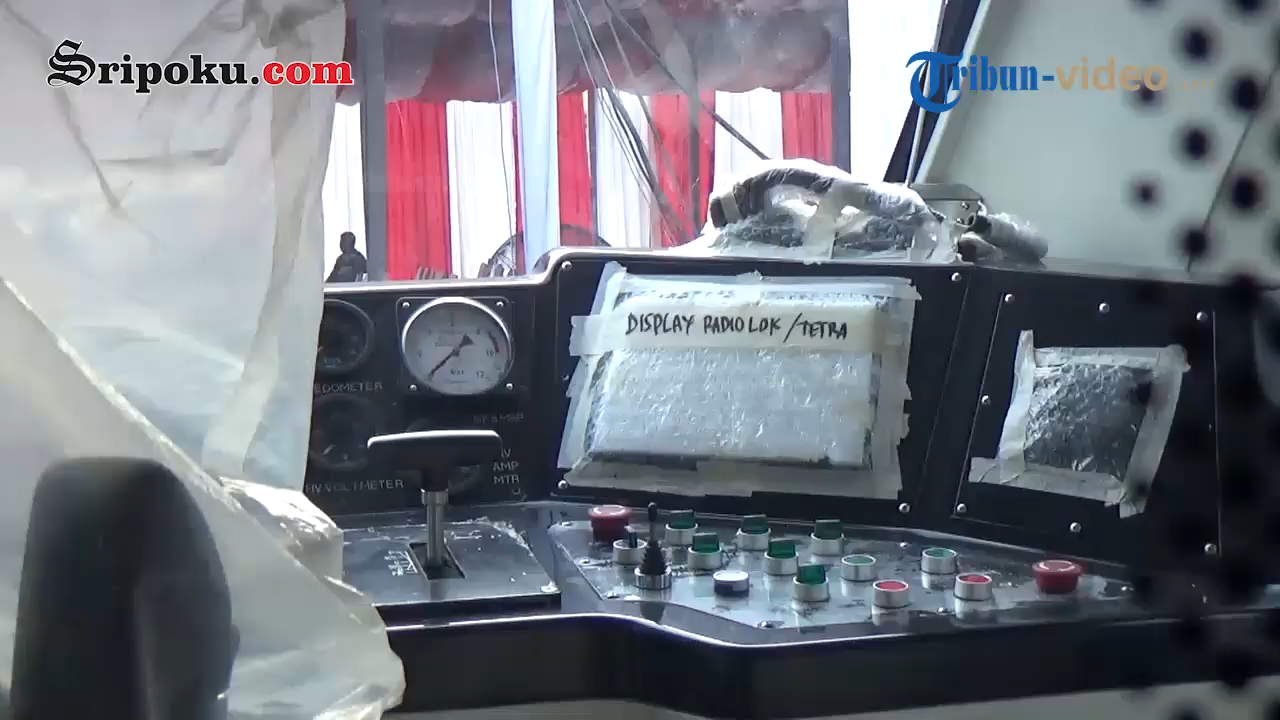 Sripoku.com
Tribun-video
DISPLAY RADIO LOK / TETRA
EDOMETER
HV.VOLTMETER
AMP
MTR